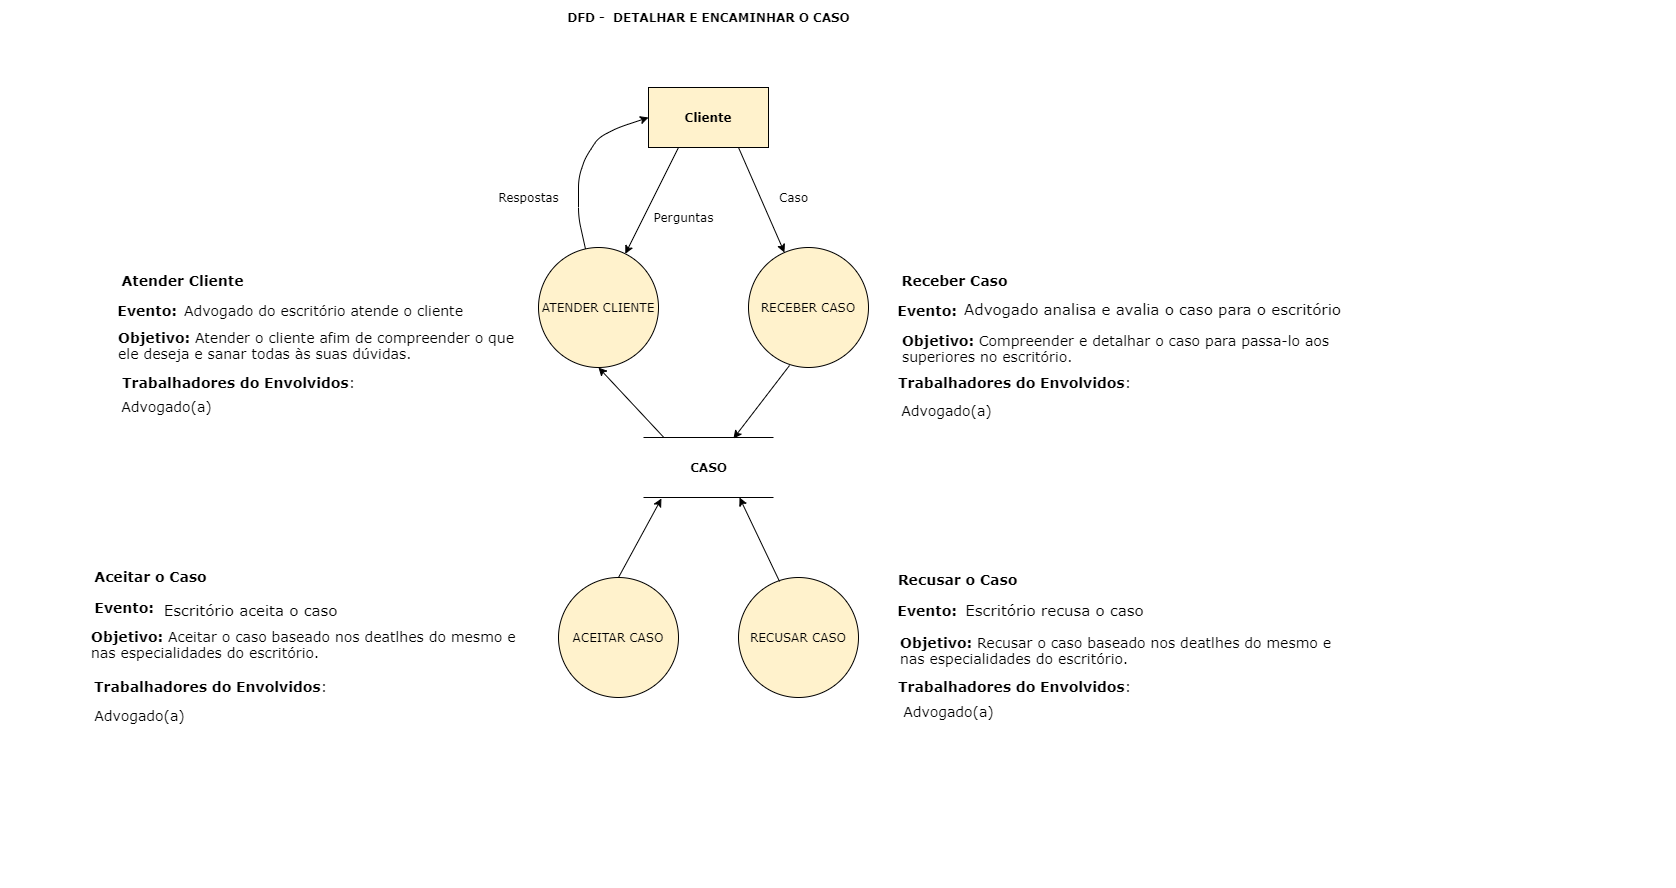 DFD -  DETALHAR E ENCAMINHAR O CASO
Cliente
Respostas
Perguntas
Caso
ATENDER CLIENTE
RECEBER CASO
Atender Cliente
Evento: Advogado do escritório atende o cliente
Objetivo: Atender o cliente afim de compreender o que
ele deseja e sanar todas às suas dúvidas.
Trabalhadores do Envolvidos:
Advogado(a)
Receber Caso
Evento: Advogado analisa e avalia o caso para o escritório
Objetivo: Compreender e detalhar o caso para passa-lo aos
superiores no escritório.
Trabalhadores do Envolvidos:
Advogado(a)
CASO
Aceitar o Caso
Evento: Escritório aceita o caso
Objetivo: Aceitar o caso baseado nos deatlhes do mesmo e
nas especialidades do escritório.
Trabalhadores do Envolvidos:
Advogado(a)
ACEITAR CASO
RECUSAR CASO
Recusar o Caso
Evento: Escritório recusa o caso
Objetivo: Recusar o caso baseado nos deatlhes do mesmo e
nas especialidades do escritório.
Trabalhadores do Envolvidos:
Advogado(a)